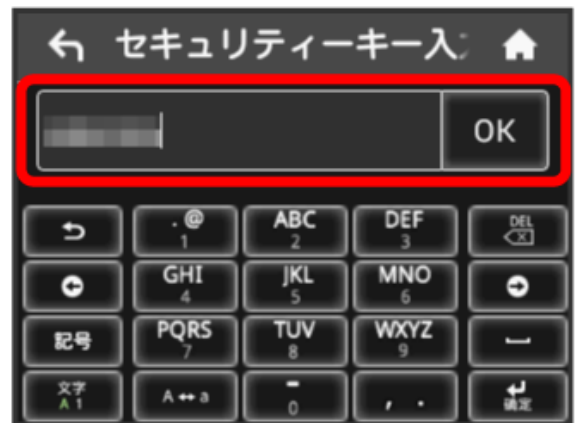 セキュリティーキー入
OK
. @ ABC DEF DEL
1 2 3
GHI JKL MNO
4 5 6
記号 PQRS TUV WXYZ
7 8 9
文字 A ↔ a - , . 確定
A 1 0